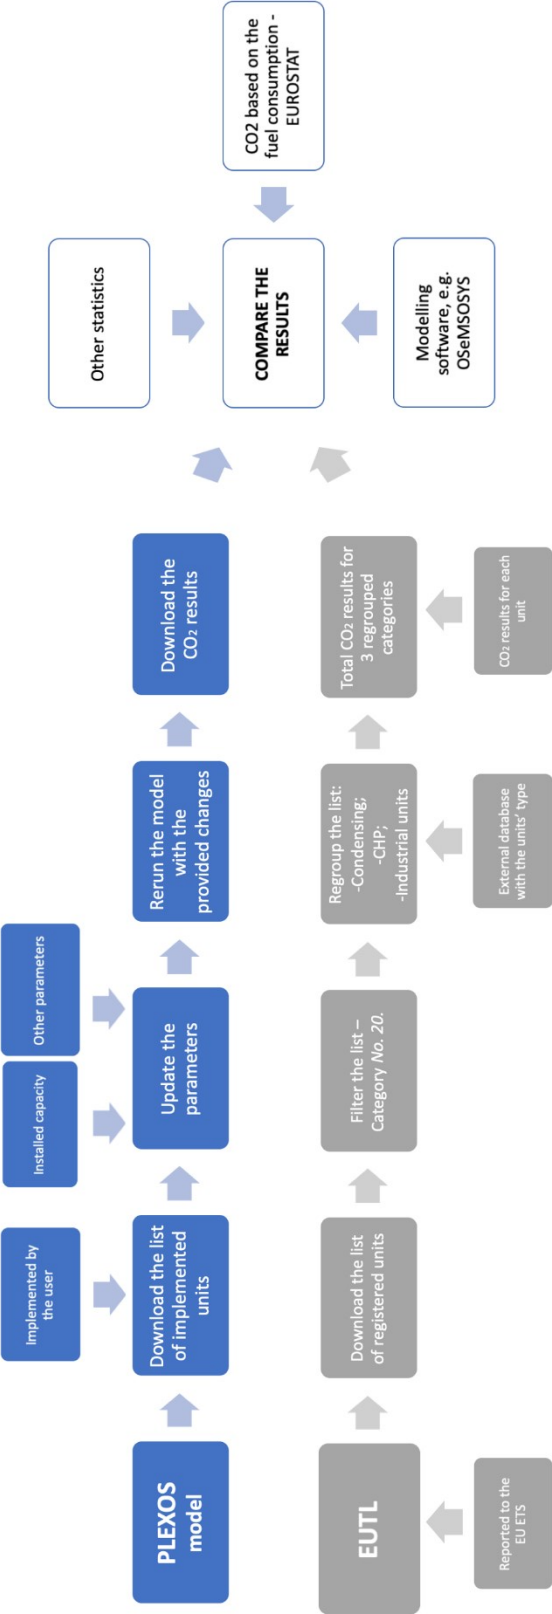 PLEXOS
model
Implemented by
the user
Download the list
of implemented
units
Installed capacity
Other parameters
Update the
parameters
Rerun the model
with the
provided changes
Download the
CO2 results
EUTL
Reported to the
EU ETS
Download the list
of registered units
Filter the list –
Category No. 20.
Regroup the list:
-Condensing;
-CHP;
-Industrial units
External database
with the units' type
Total CO2 results for
3 regrouped
categories
CO2 results for each
unit
Other statistics
COMPARE THE
RESULTS
Modelling
software, e.g.
OSeMSOSYS
CO2 based on the
fuel consumption -
EUROSTAT